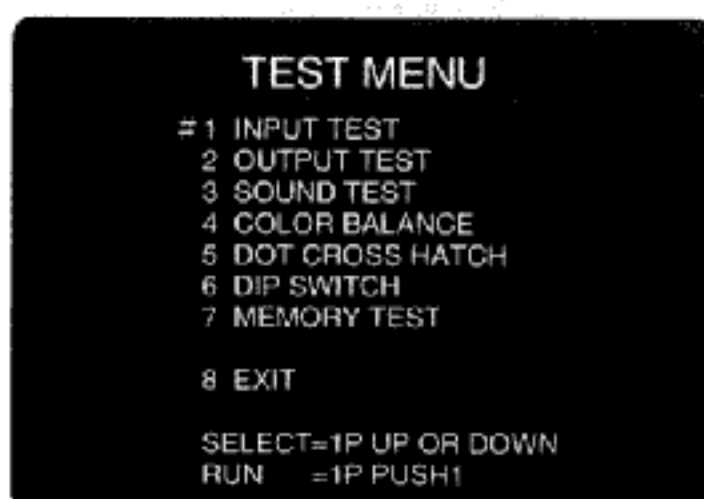 TEST MENU
#1 INPUT TEST
2 OUTPUT TEST
3 SOUND TEST
4 COLOR BALANCE
5 DOT CROSS HATCH
6 DIP SWITCH
7 MEMORY TEST
8 EXIT
SELECT=1P UP OR DOWN
RUN =1P PUSH1